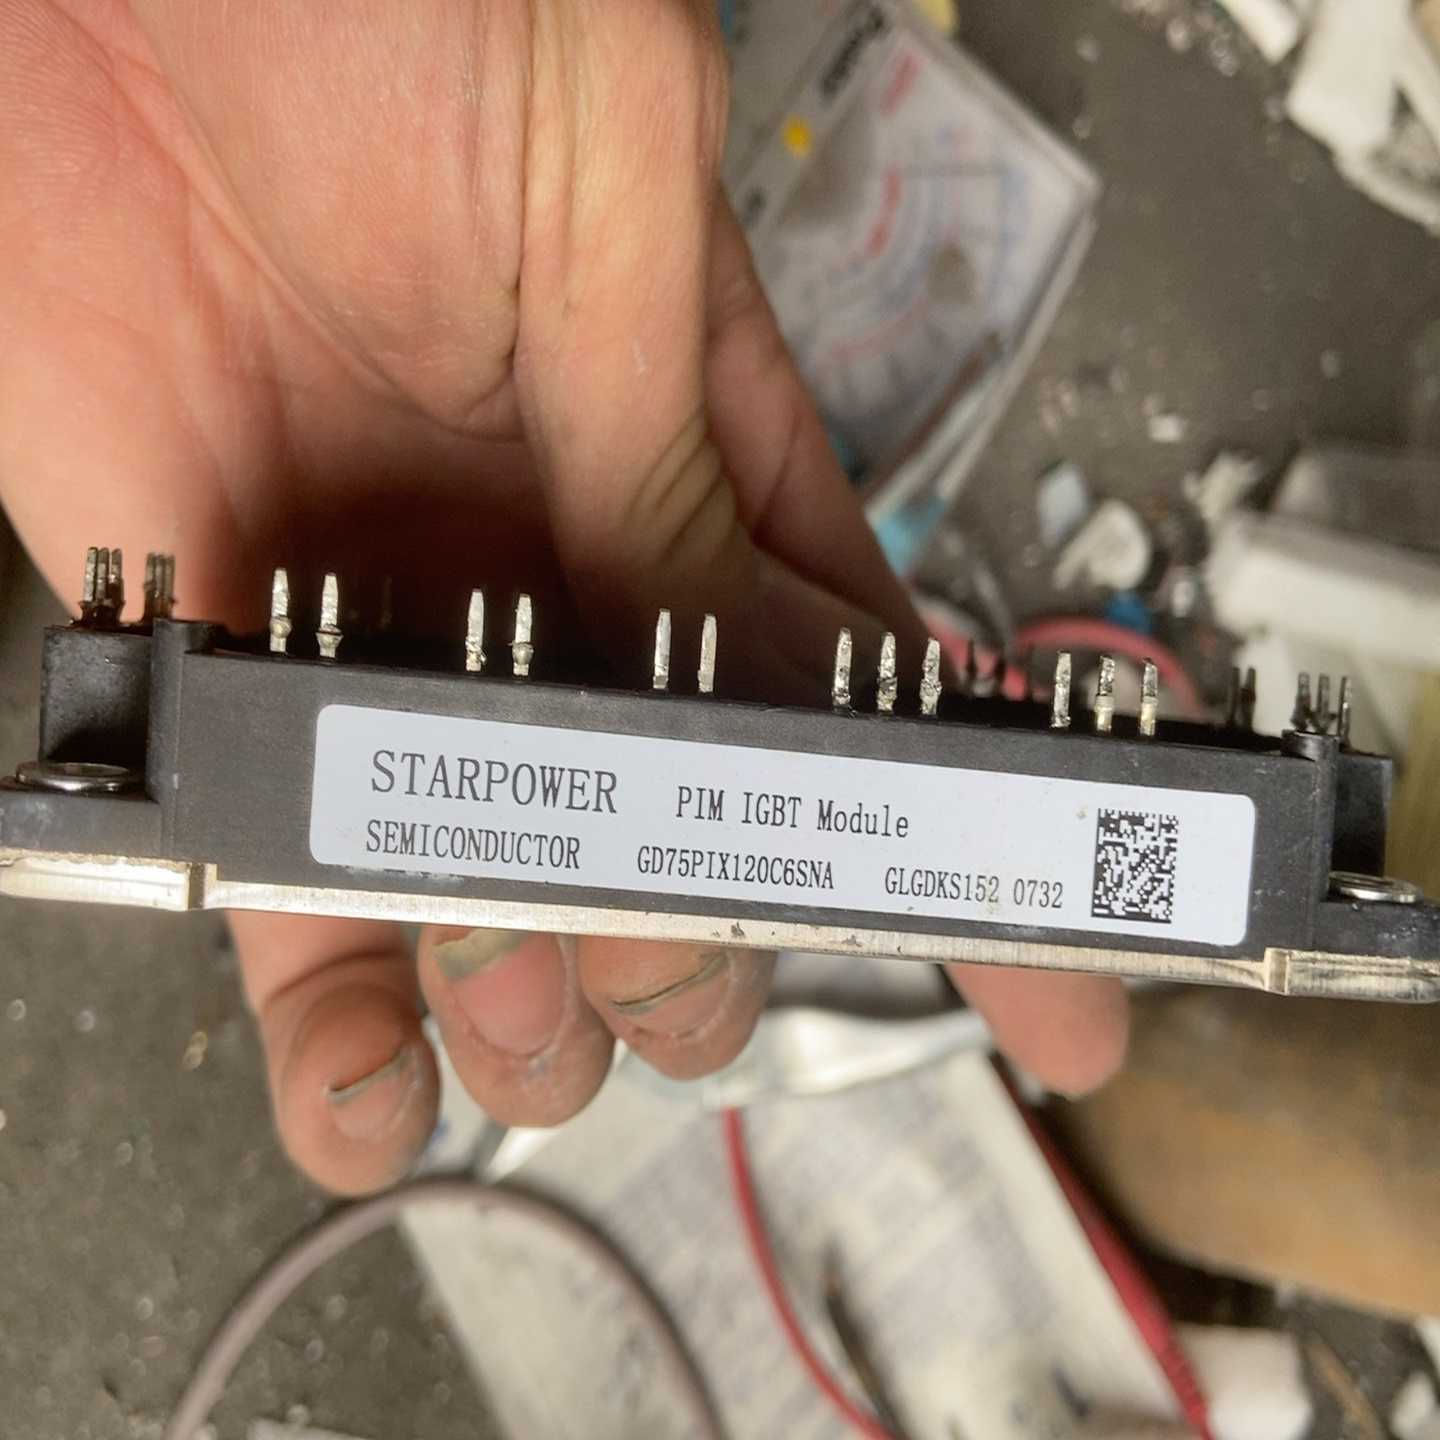 STARPOWER PIM IGBT Module
SEMICONDUCTOR GD75PIX120C6SNA GLGDKS152 0732